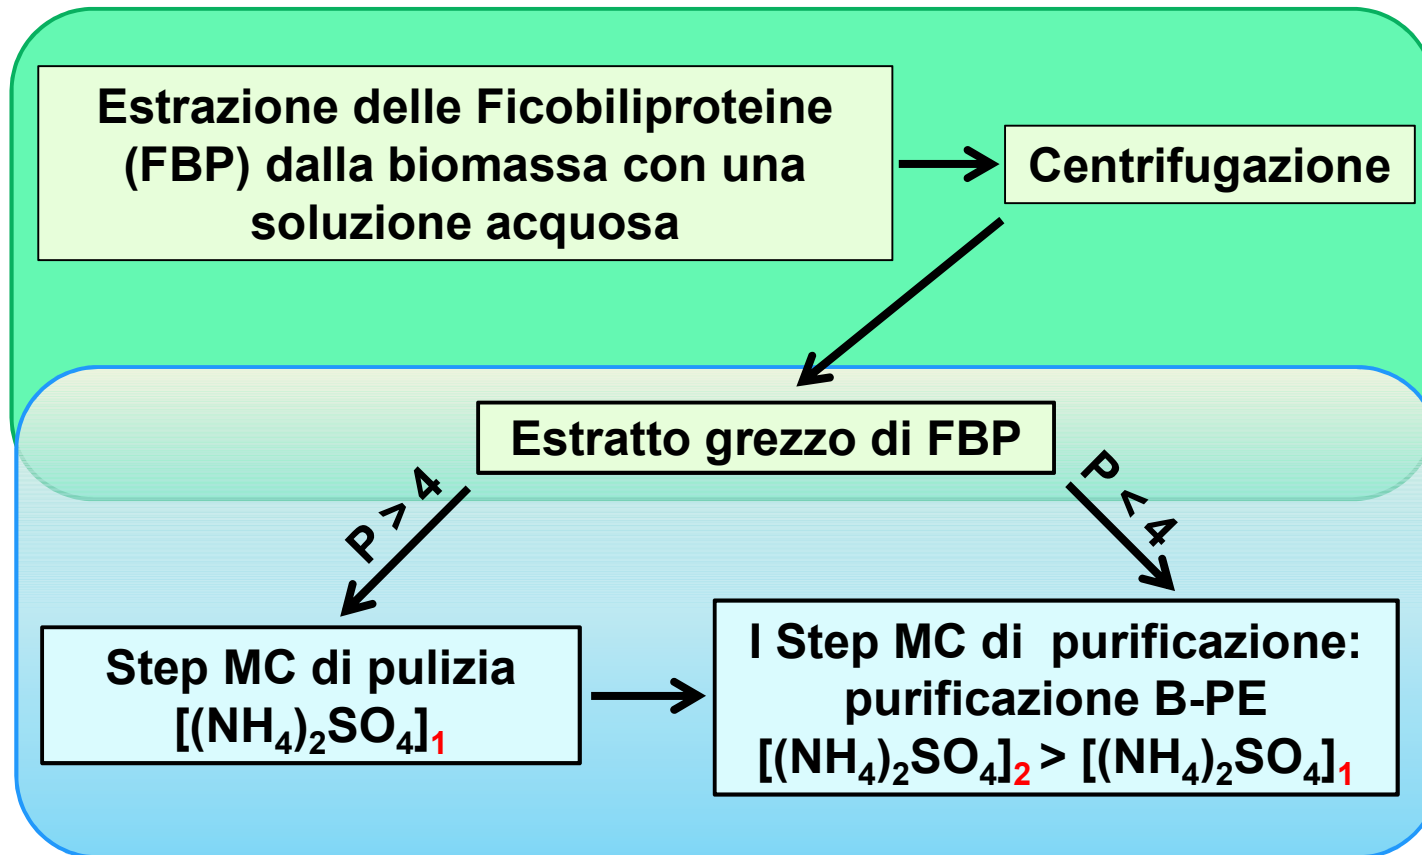 Estrazione delle Ficobiliproteine
(FBP) dalla biomassa con una
soluzione acquosa
Centrifugazione
Estratto grezzo di FBP
P > 4
P < 4
Step MC di pulizia
[(NH₄)₂SO₄]₁
I Step MC di  purificazione:
purificazione B-PE
[(NH₄)₂SO₄]₂ > [(NH₄)₂SO₄]₁